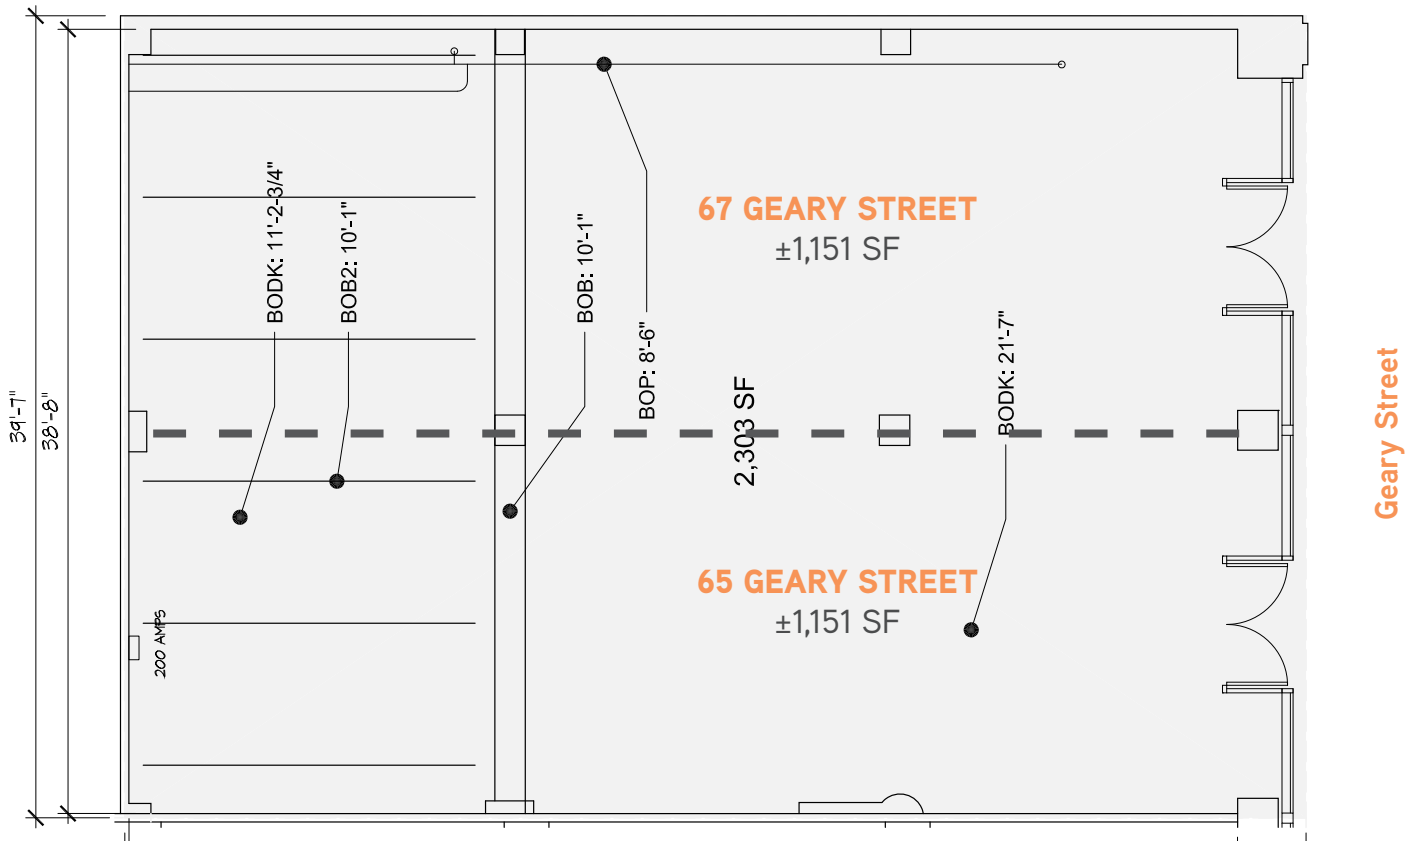 39'-7"
38'-8"
BODK: 11'-2-3/4"
BOB2: 10'-1"
BOB: 10'-1"
BOP: 8'-6"
67 GEARY STREET
±1,151 SF
2,303 SF
BODK: 21'-7"
65 GEARY STREET
±1,151 SF
200 AMPS
Geary Street